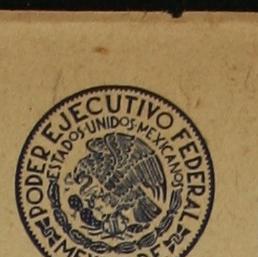 PODER EJECUTIVO FEDERAL
ESTADOS·UNIDOS·MEXICANOS